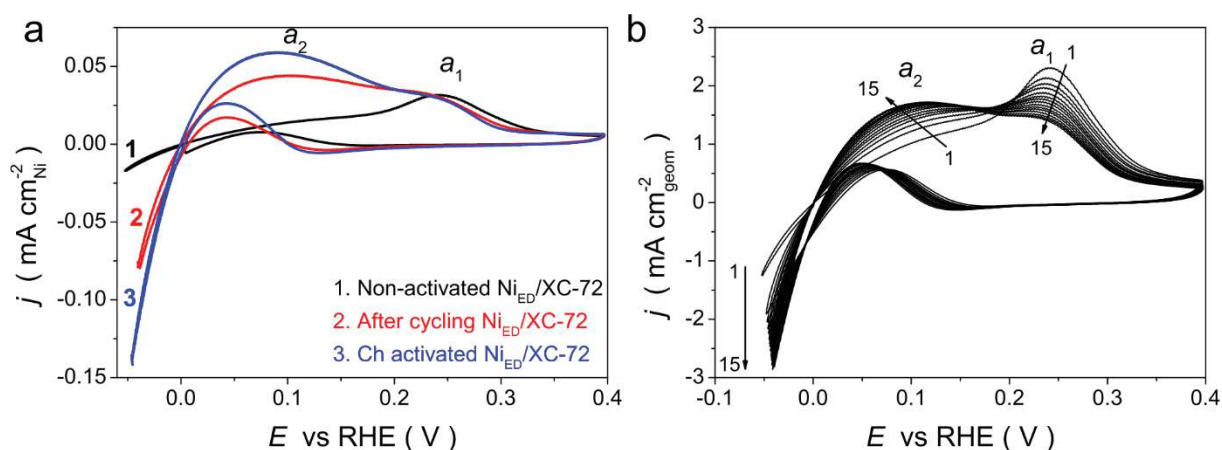 a
0.05
0.00
-0.05
-0.10
-0.15
j ( mA cm⁻²Ni )
a₂
a₁
1
2
3
1. Non-activated NiED/XC-72
2. After cycling NiED/XC-72
3. Ch activated NiED/XC-72
0.0 0.1 0.2 0.3 0.4
E vs RHE ( V )
b
3
2
1
0
-1
-2
-3
j ( mA cm⁻²geom )
a₁
1
a₂
15
1
15
1
15
-0.1 0.0 0.1 0.2 0.3 0.4
E vs RHE ( V )